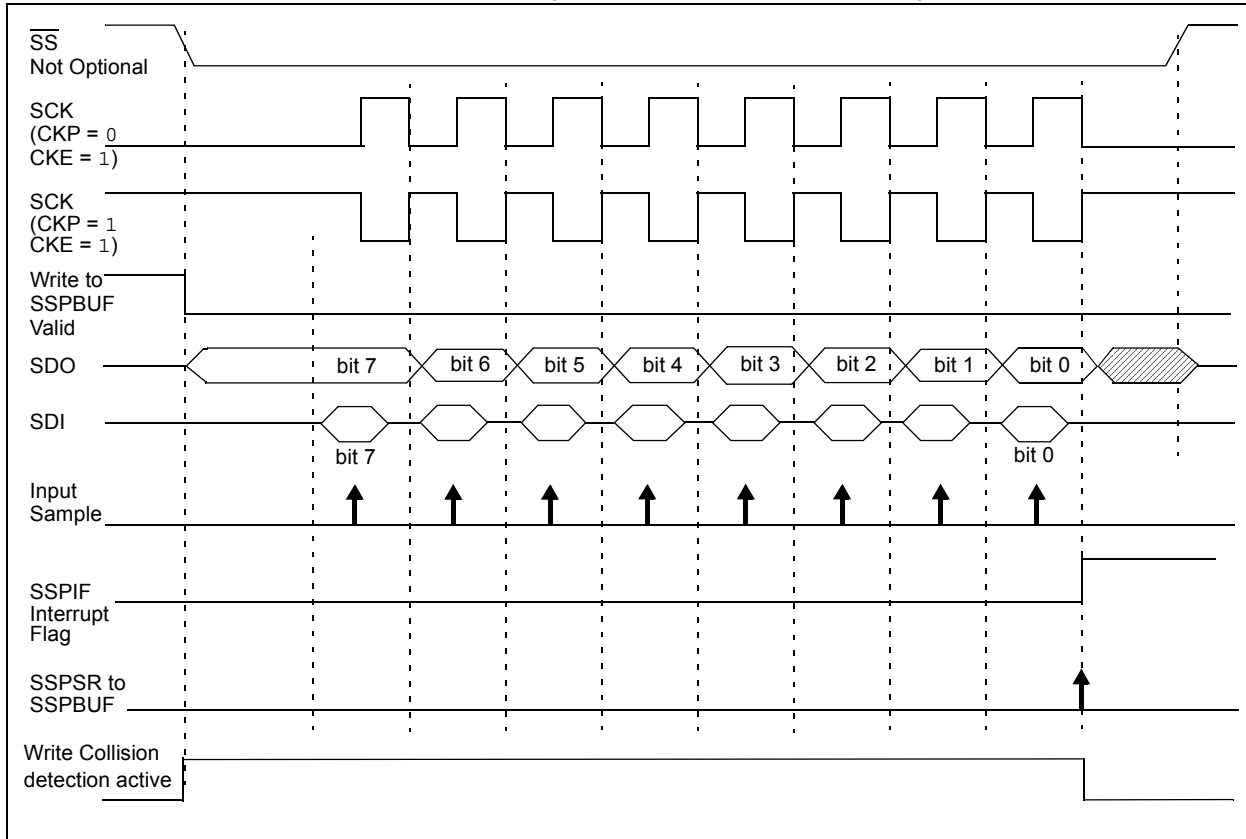 SS
Not Optional
SCK
(CKP = 0
CKE = 1)
SCK
(CKP = 1
CKE = 1)
Write to
SSPBUF
Valid
SDO
bit 7 bit 6 bit 5 bit 4 bit 3 bit 2 bit 1 bit 0
SDI
bit 7 bit 0
Input
Sample
SSPIF
Interrupt
Flag
SSPSR to
SSPBUF
Write Collision
detection active